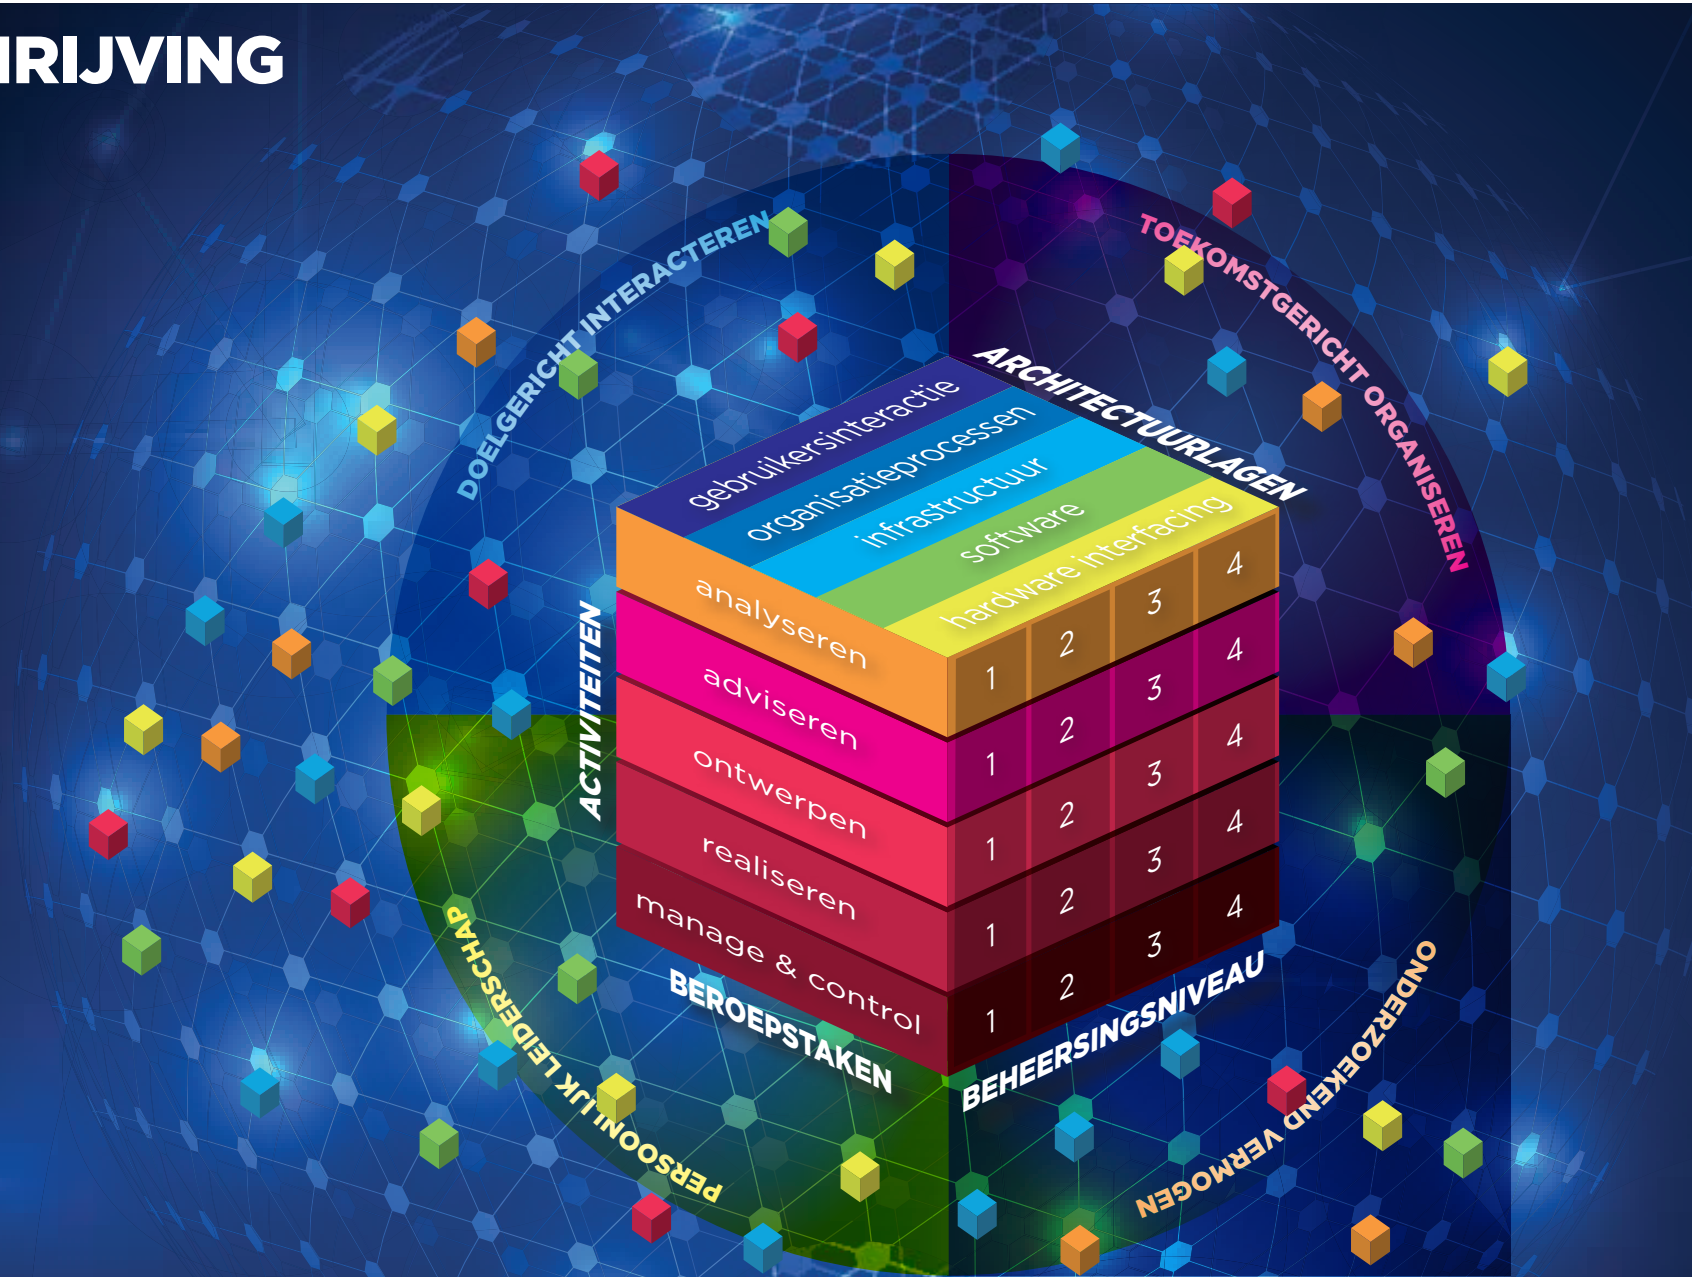 HRIJVING
DOELGERICHT INTERACTEREN
TOEKOMSTGERICHT ORGANISEREN
ARCHITECTUURLAGEN
gebruikersinteractie
organisatieprocessen
infrastructuur
software
hardware interfacing
ACTIVITEITEN
analyseren 1 2 3 4
adviseren 1 2 3 4
ontwerpen 1 2 3 4
realiseren 1 2 3 4
manage & control 1 2 3 4
BEROEPSTAKEN
BEHEERSINGSNIVEAU
PERSOONLIJK LEIDERSCHAP
ONDERZOEKEND VERMOGEN